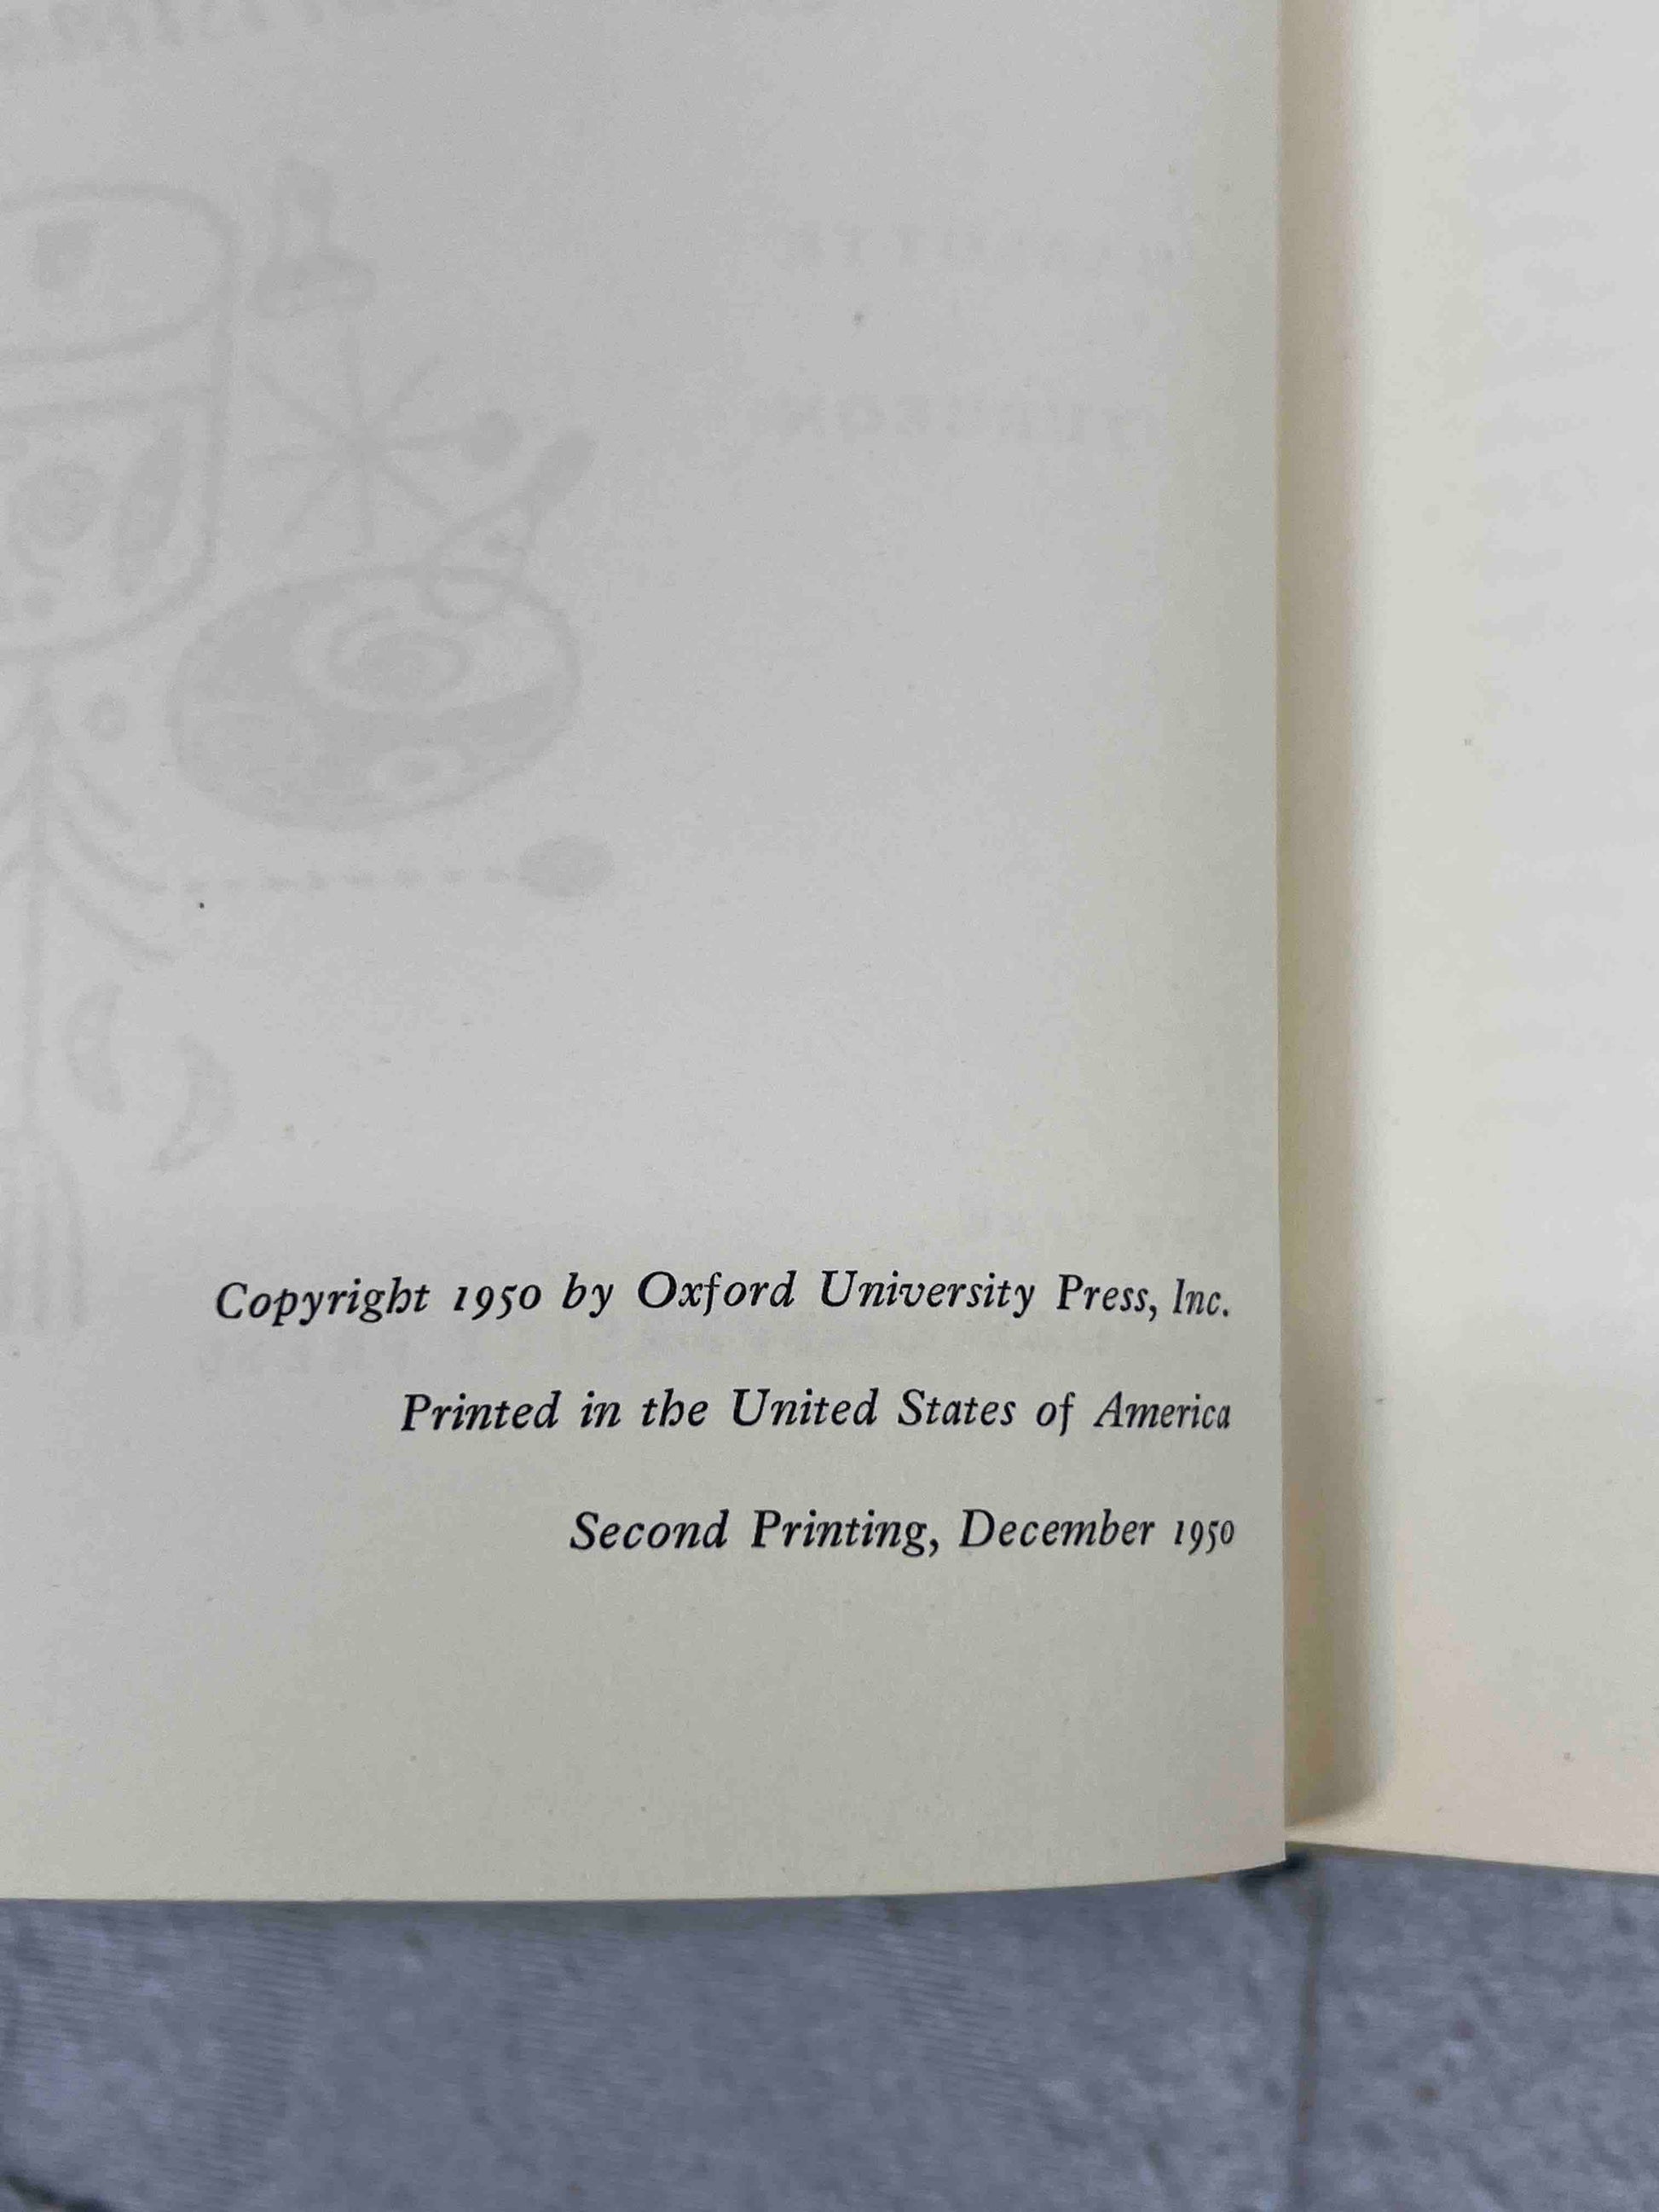 Copyright 1950 by Oxford University Press, Inc.
Printed in the United States of America
Second Printing, December 1950